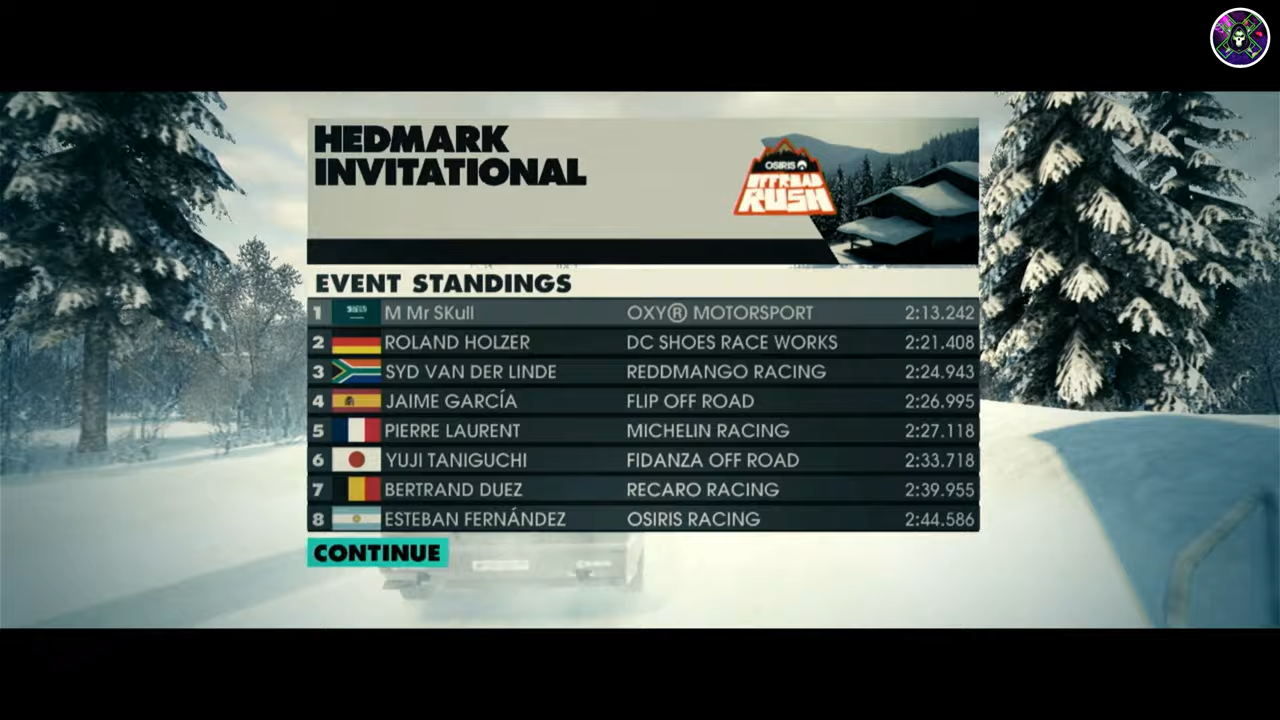 HEDMARK
INVITATIONAL
OSIRIS
OFFROAD
RUSH
EVENT STANDINGS
1 M Mr SKull OXY® MOTORSPORT 2:13.242
2 ROLAND HOLZER DC SHOES RACE WORKS 2:21.408
3 SYD VAN DER LINDE REDDMANGO RACING 2:24.943
4 JAIME GARCÍA FLIP OFF ROAD 2:26.995
5 PIERRE LAURENT MICHELIN RACING 2:27.118
6 YUJI TANIGUCHI FIDANZA OFF ROAD 2:33.718
7 BERTRAND DUEZ RECARO RACING 2:39.955
8 ESTEBAN FERNÁNDEZ OSIRIS RACING 2:44.586
CONTINUE